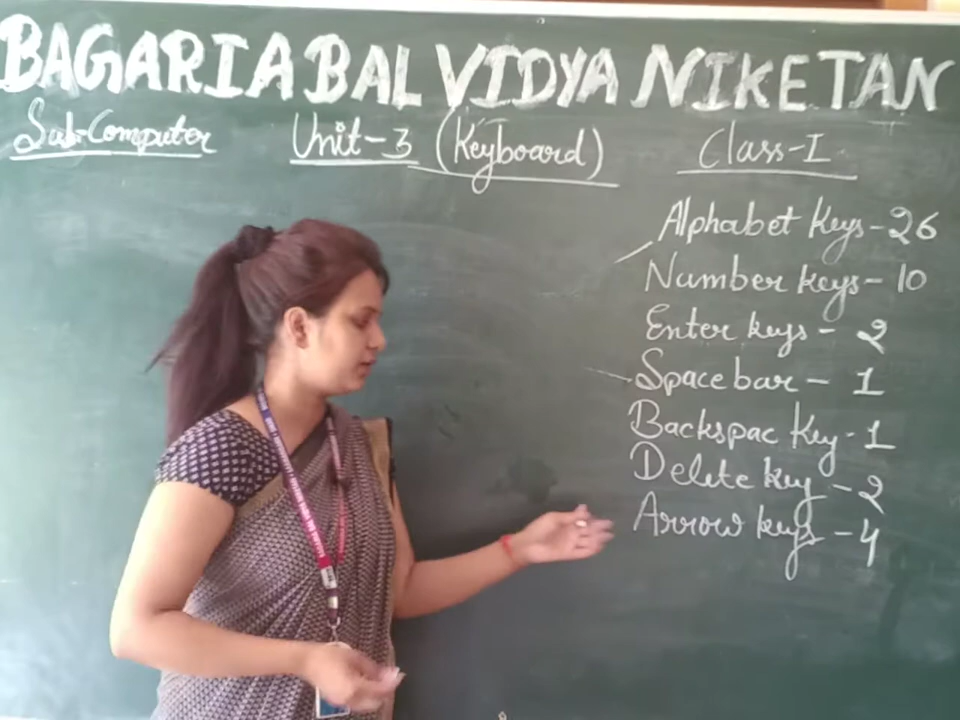 BAGARIA BAL VIDYA NIKETAN
Sub-Computer Unit-3 (Keyboard) Class-I
Alphabet Keys-26
Number keys-10
Enter keys-2
Space bar-1
Backspac Key-1
Delete key-2
Arrow keys-4